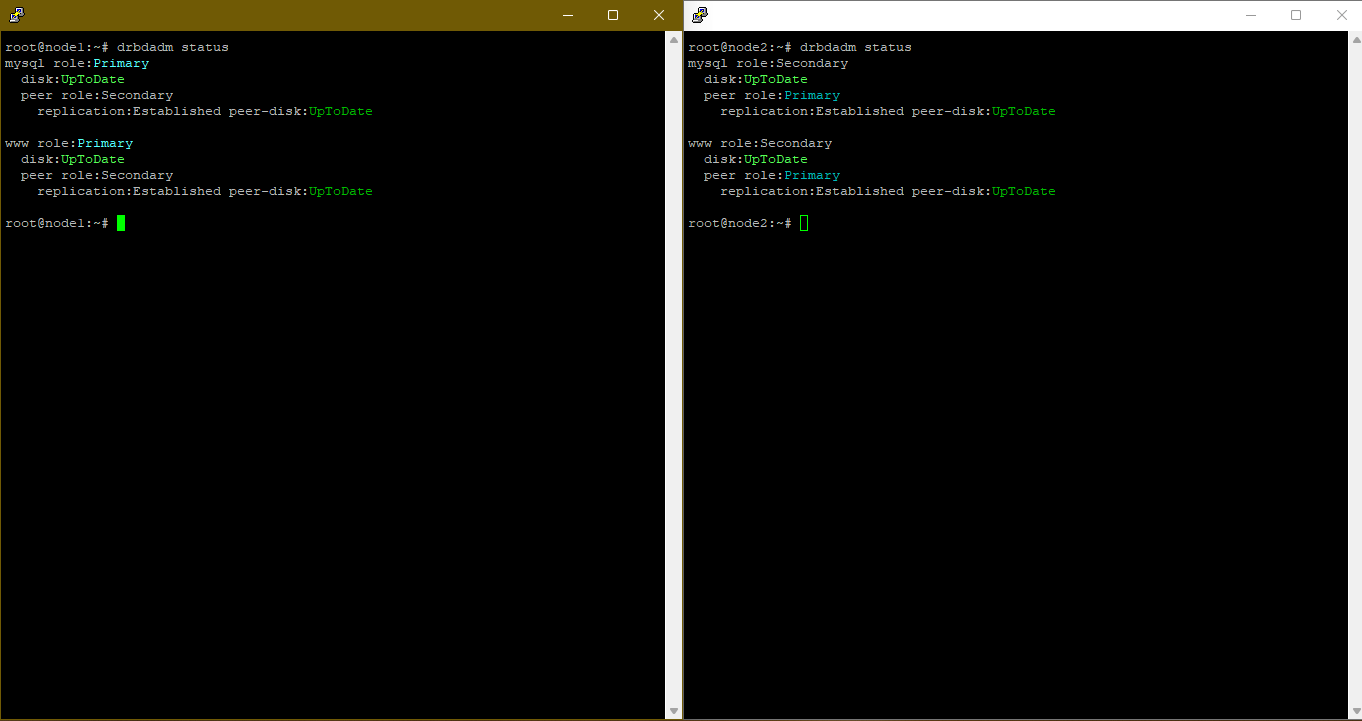 root@node1:~# drbdadm status
mysql role:Primary
  disk:UpToDate
  peer role:Secondary
    replication:Established peer-disk:UpToDate

www role:Primary
  disk:UpToDate
  peer role:Secondary
    replication:Established peer-disk:UpToDate

root@node1:~#
root@node2:~# drbdadm status
mysql role:Secondary
  disk:UpToDate
  peer role:Primary
    replication:Established peer-disk:UpToDate

www role:Secondary
  disk:UpToDate
  peer role:Primary
    replication:Established peer-disk:UpToDate

root@node2:~#